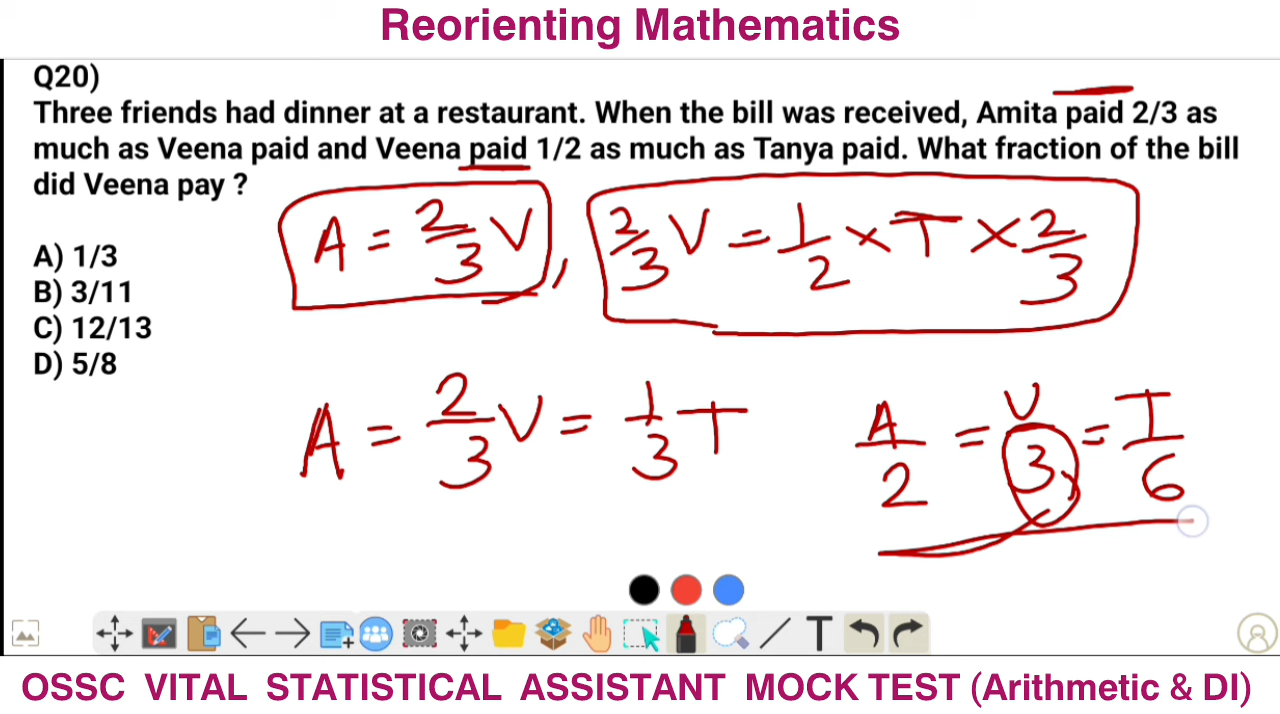 Reorienting Mathematics
Q20)
Three friends had dinner at a restaurant. When the bill was received, Amita paid 2/3 as
much as Veena paid and Veena paid 1/2 as much as Tanya paid. What fraction of the bill
did Veena pay ?
A = 2/3 V , 2/3 V = 1/2 × T × 2/3
A) 1/3
B) 3/11
C) 12/13
D) 5/8
A = 2/3 V = 1/3 T
A/2 = V/3 = T/6
T
OSSC VITAL STATISTICAL ASSISTANT MOCK TEST (Arithmetic & DI)